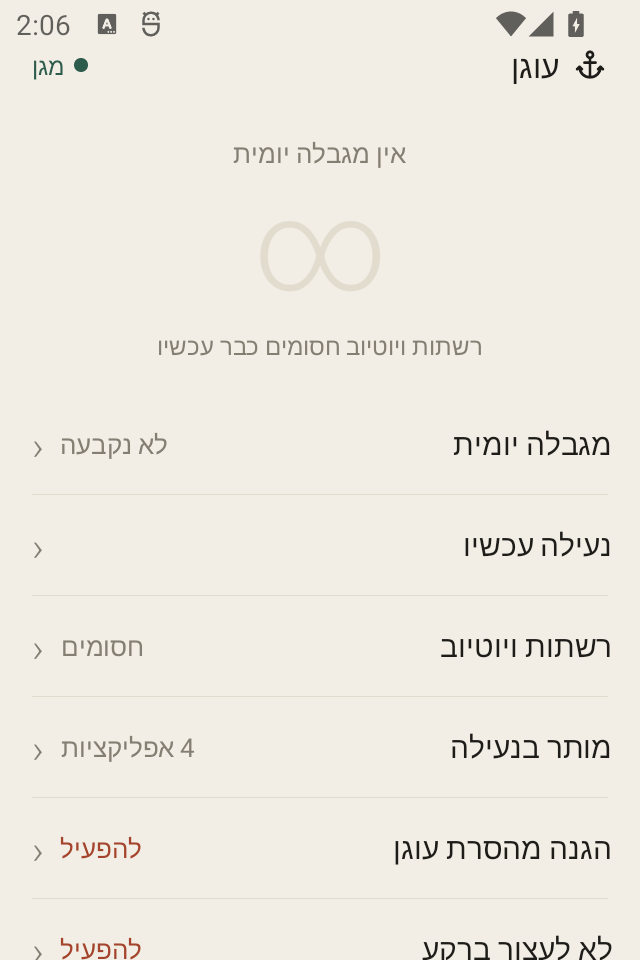 2:06
עוגן
מגן
אין מגבלה יומית
∞
רשתות ויוטיוב חסומים כבר עכשיו
מגבלה יומית לא נקבעה
נעילה עכשיו
רשתות ויוטיוב חסומים
מותר בנעילה 4 אפליקציות
הגנה מהסרת עוגן להפעיל
לא לעצור ברקע להפעיל